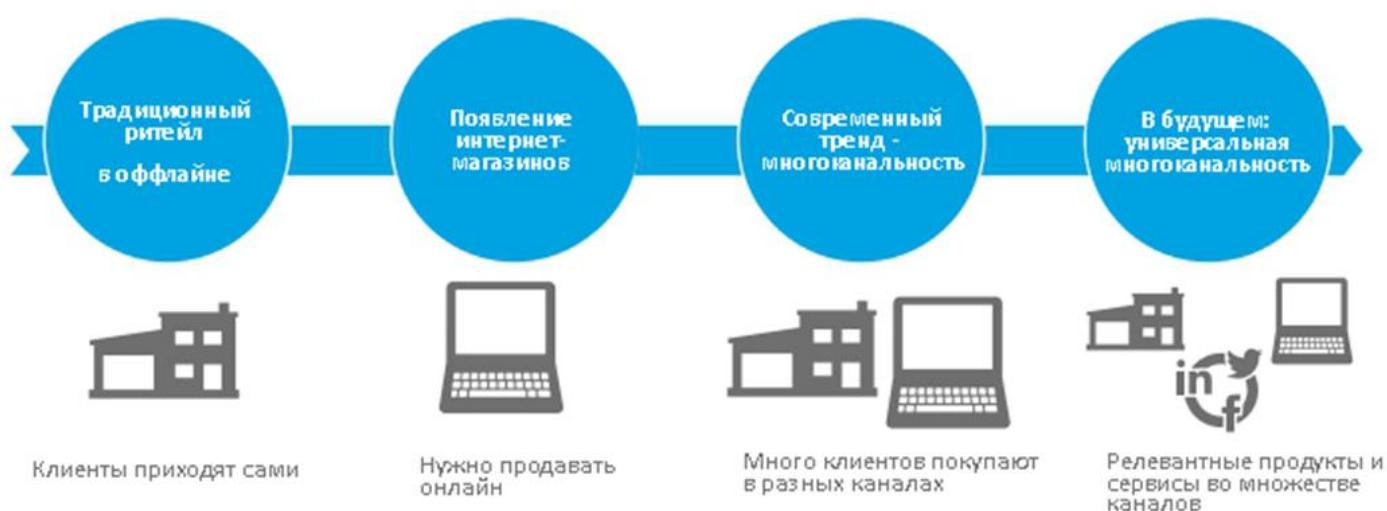 Традиционный
ритейл
в оффлайне
Появление
интернет-
магазинов
Современный
тренд -
многоканальность
В будущем:
универсальная
многоканальность
in
f
Клиенты приходят сами
Нужно продавать
онлайн
Много клиентов покупают
в разных каналах
Релевантные продукты и
сервисы во множестве
каналов